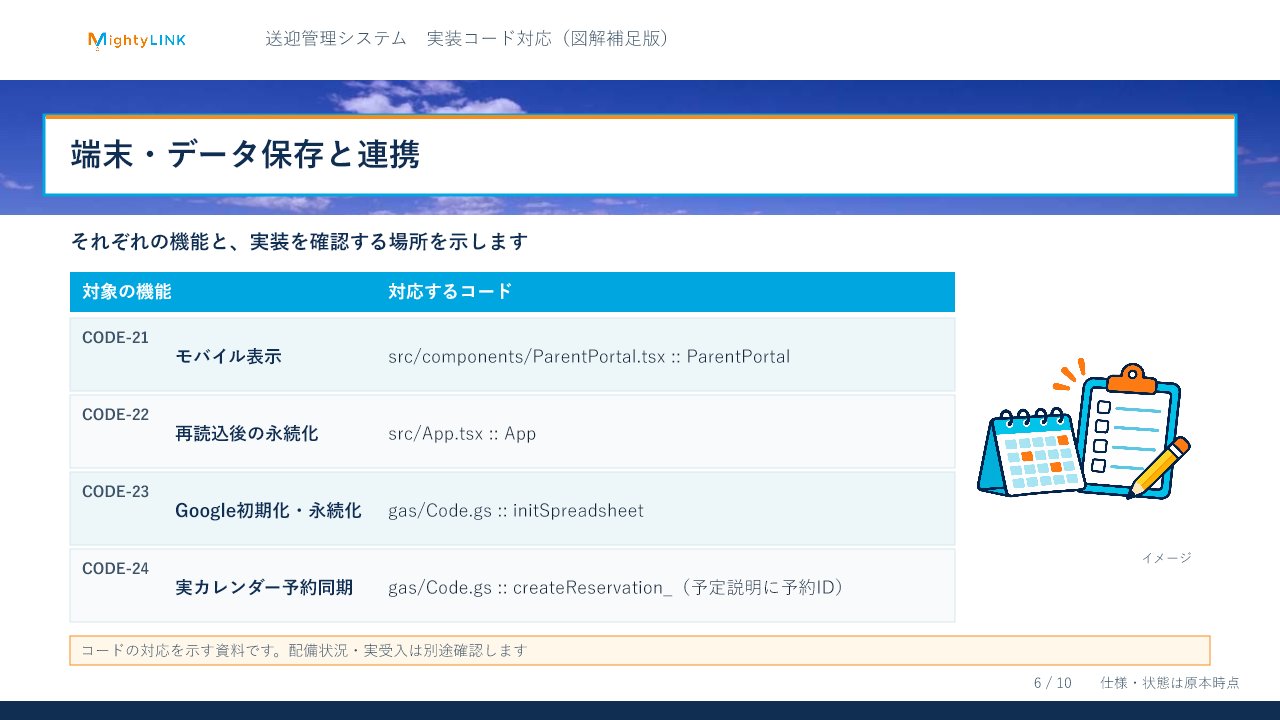 MightyLINK
送迎管理システム　実装コード対応（図解補足版）
端末・データ保存と連携
それぞれの機能と、実装を確認する場所を示します
対象の機能　対応するコード
CODE-21
モバイル表示　src/components/ParentPortal.tsx :: ParentPortal
CODE-22
再読込後の永続化　src/App.tsx :: App
CODE-23
Google初期化・永続化　gas/Code.gs :: initSpreadsheet
CODE-24
実カレンダー予約同期　gas/Code.gs :: createReservation_（予定説明に予約ID）
イメージ
コードの対応を示す資料です。配備状況・実受入は別途確認します
6 / 10　仕様・状態は原本時点